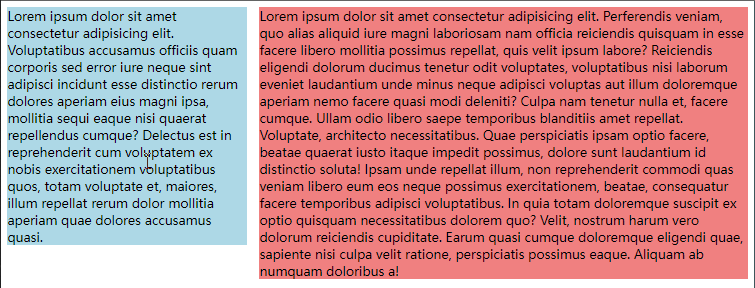 Lorem ipsum dolor sit amet
consectetur adipisicing elit.
Voluptatibus accusamus officiis quam
corporis sed error iure neque sint
adipisci incidunt esse distinctio rerum
dolores aperiam eius magni ipsa,
mollitia sequi eaque nisi quaerat
repellendus cumque? Delectus est in
reprehenderit cum voluptatem ex
nobis exercitationem voluptatibus
quos, totam voluptate et, maiores,
illum repellat rerum dolor mollitia
aperiam quae dolores accusamus
quasi.
Lorem ipsum dolor sit amet consectetur adipisicing elit. Perferendis veniam,
quo alias aliquid iure magni laboriosam nam officia reiciendis quisquam in esse
facere libero mollitia possimus repellat, quis velit ipsum labore? Reiciendis
eligendi dolorum ducimus tenetur odit voluptates, voluptatibus nisi laborum
eveniet laudantium unde minus neque adipisci voluptas aut illum doloremque
aperiam nemo facere quasi modi deleniti? Culpa nam tenetur nulla et, facere
cumque. Ullam odio libero saepe temporibus blanditiis amet repellat.
Voluptate, architecto necessitatibus. Quae perspiciatis ipsam optio facere,
beatae quaerat iusto itaque impedit possimus, dolore sunt laudantium id
distinctio soluta! Ipsam unde repellat illum, non reprehenderit commodi quas
veniam libero eum eos neque possimus exercitationem, beatae, consequatur
facere temporibus adipisci voluptatibus. In quia totam doloremque suscipit ex
optio quisquam necessitatibus dolorem quo? Velit, nostrum harum vero
dolorum reiciendis cupiditate. Earum quasi cumque doloremque eligendi quae,
sapiente nisi culpa velit ratione, perspiciatis possimus eaque. Aliquam ab
numquam doloribus a!